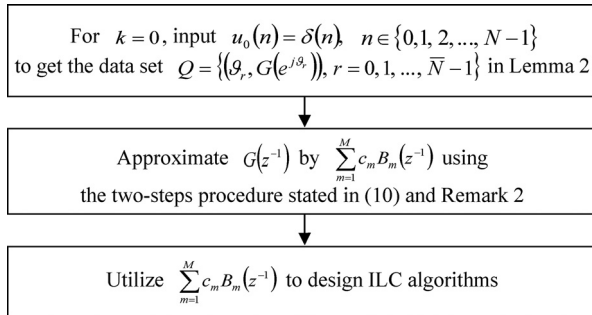 For k = 0, input u₀(n) = δ(n), n ∈ {0,1, 2, ..., N −1}
to get the data set Q = {(ϑᵣ, G(e^{jϑᵣ})), r = 0,1, ..., N̅ −1} in Lemma 2
Approximate G(z⁻¹) by ∑_{m=1}^{M} cₘBₘ(z⁻¹) using
the two-steps procedure stated in (10) and Remark 2
Utilize ∑_{m=1}^{M} cₘBₘ(z⁻¹) to design ILC algorithms